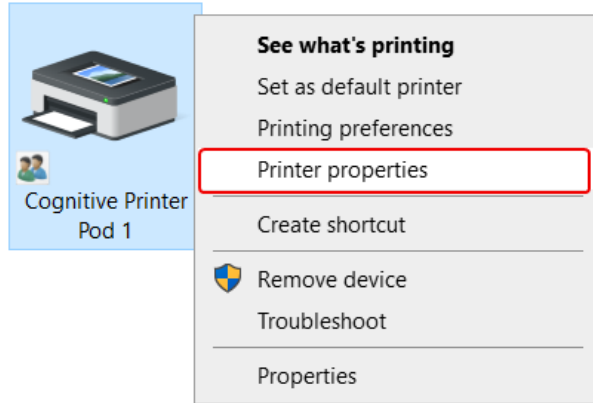 See what's printing
Set as default printer
Printing preferences
Printer properties
Cognitive Printer
Pod 1
Create shortcut
Remove device
Troubleshoot
Properties